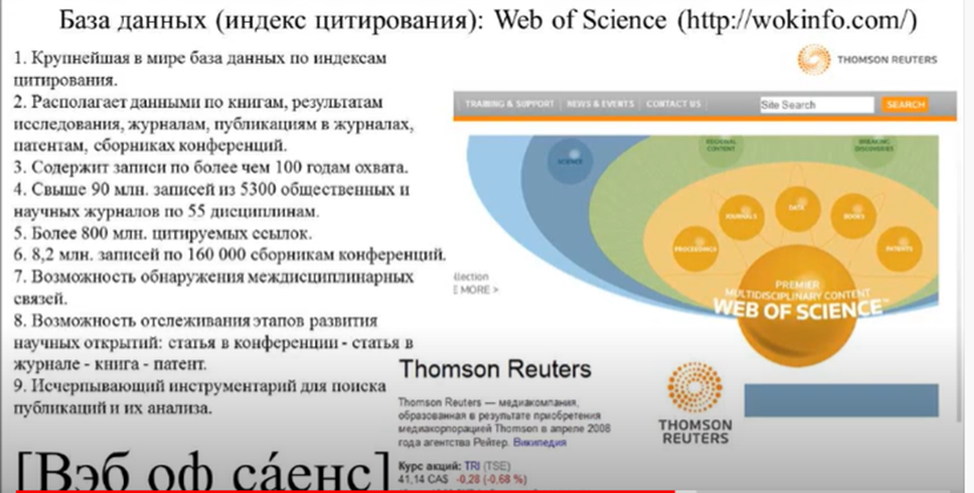 База данных (индекс цитирования): Web of Science (http://wokinfo.com/)
1. Крупнейшая в мире база данных по индексам
цитирования.
2. Располагает данными по книгам, результатам
исследования, журналам, публикациям в журналах,
патентам, сборниках конференций.
3. Содержит записи по более чем 100 годам охвата.
4. Свыше 90 млн. записей из 5300 общественных и
научных журналов по 55 дисциплинам.
5. Более 800 млн. цитируемых ссылок.
6. 8,2 млн. записей по 160 000 сборникам конференций.
7. Возможность обнаружения междисциплинарных
связей.
8. Возможность отслеживания этапов развития
научных открытий: статья в конференции - статья в
журнале - книга - патент.
9. Исчерпывающий инструментарий для поиска
публикаций и их анализа.
[Вэб оф са́енс]
THOMSON REUTERS
TRAINING & SUPPORT | NEWS & EVENTS | CONTACT US |
Site Search
SEARCH
SCIENCE
REGIONAL
CONTENT
BREAKING
DISCOVERIES
PROCEEDINGS
JOURNALS
DATA
BOOKS
PATENTS
llection
E MORE >
PREMIER
MULTIDISCIPLINARY CONTENT
WEB OF SCIENCE™
Thomson Reuters
Thomson Reuters — медиакомпания,
образованная в результате приобретения
медиакорпорацией Thomson в апреле 2008
года агентства Рейтер. Википедия
Курс акций: TRI (TSE)
41,14 CA$ -0,28 (-0,68 %)
THOMSON
REUTERS